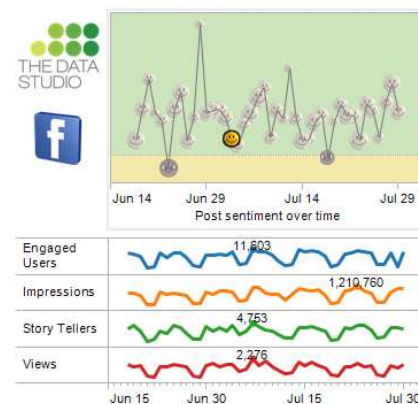 THE DATA
STUDIO
f
Jun 14 Jun 29 Jul 14 Jul 29
Post sentiment over time
Engaged
Users
11,603
Impressions
1,210,760
Story Tellers
4,753
Views
2,276
Jun 15 Jun 30 Jul 15 Jul 30